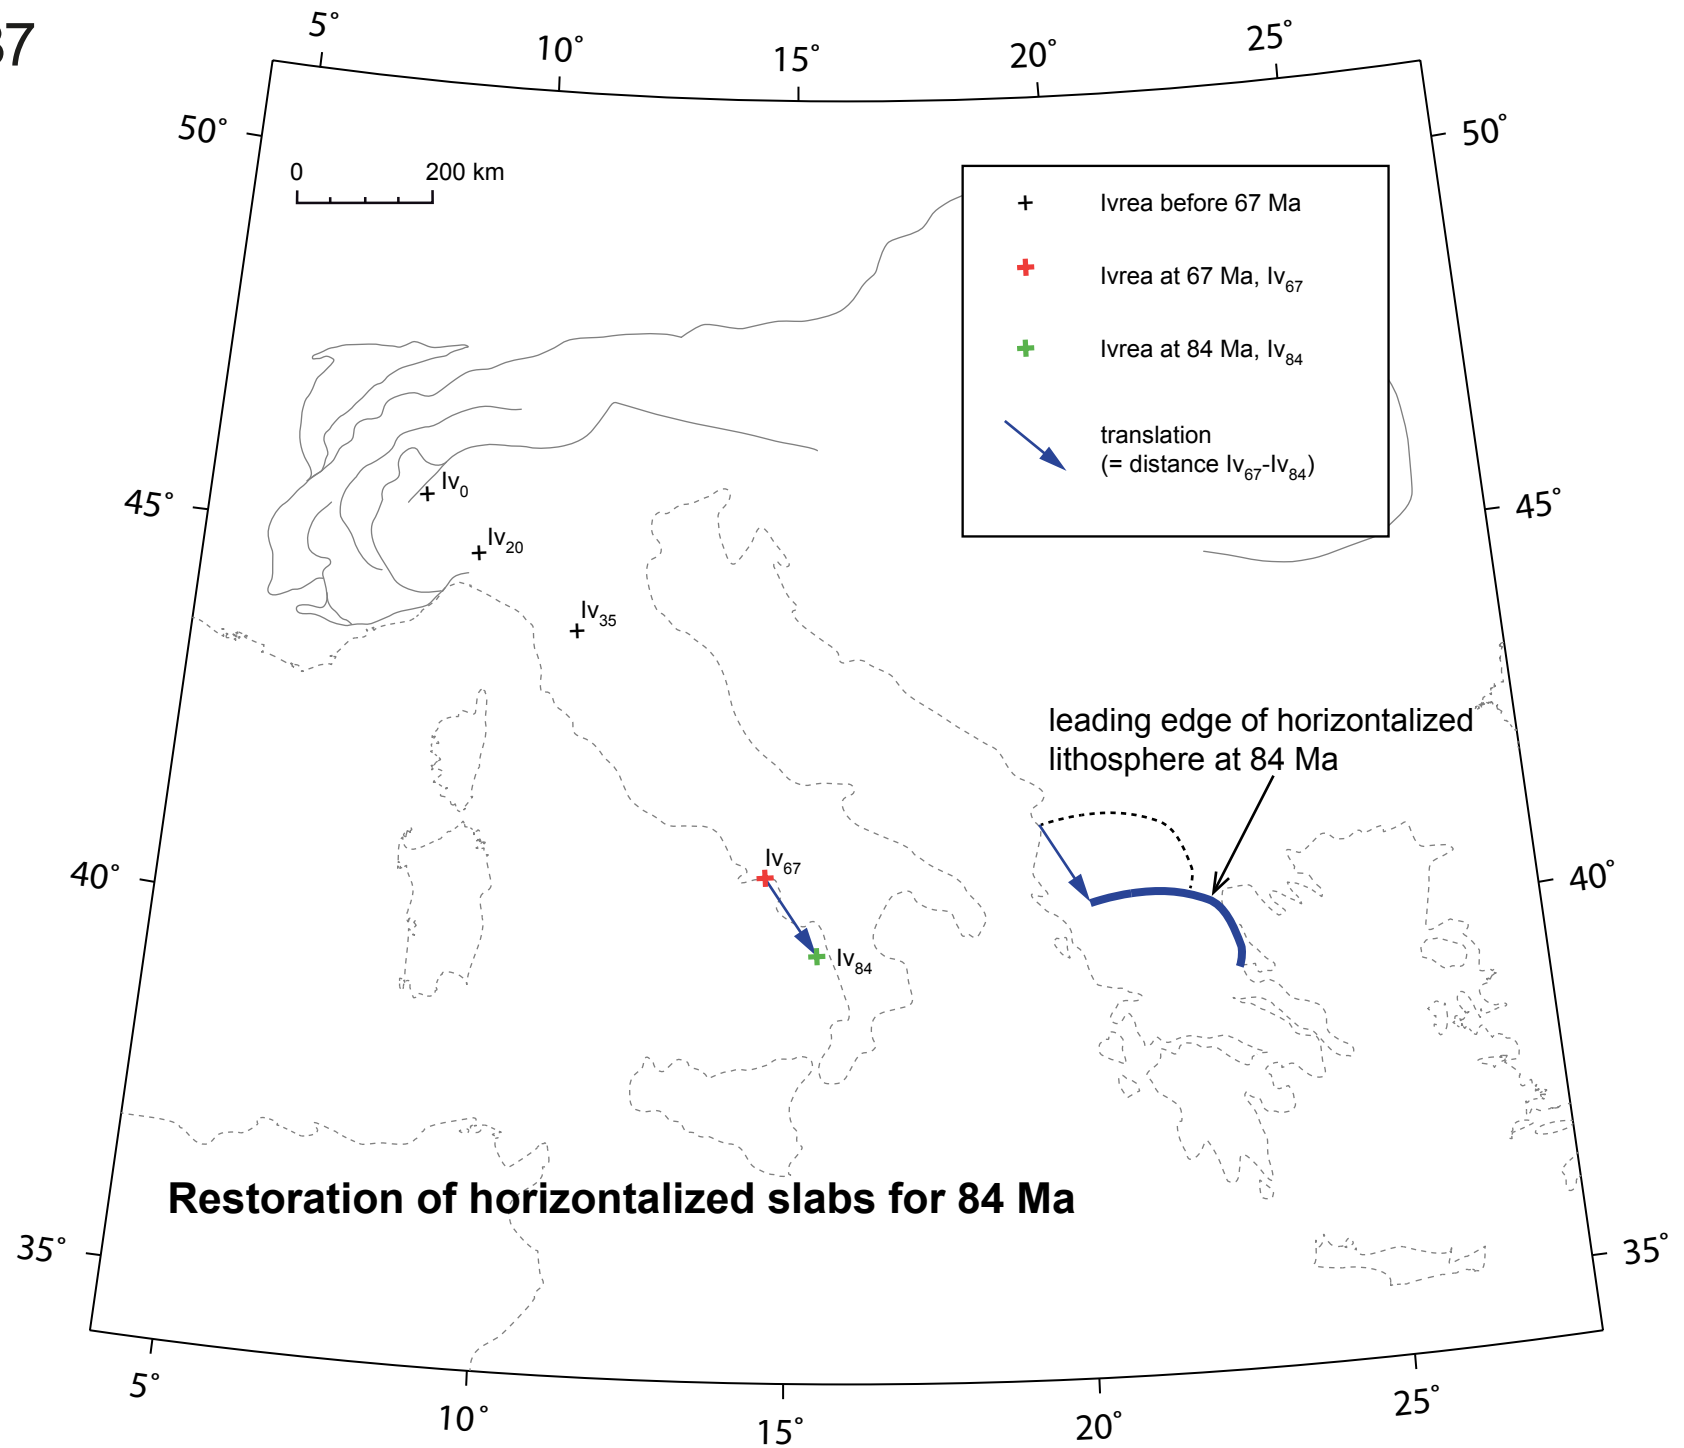 5°
10°
15°
20°
25°
50°
50°
0 200 km
Ivrea before 67 Ma
Ivrea at 67 Ma, Iv67
Ivrea at 84 Ma, Iv84
translation
(= distance Iv67-Iv84)
45°
45°
Iv0
Iv20
Iv35
leading edge of horizontalized
lithosphere at 84 Ma
40°
40°
Iv67
Iv84
Restoration of horizontalized slabs for 84 Ma
35°
35°
5°
10°
15°
20°
25°